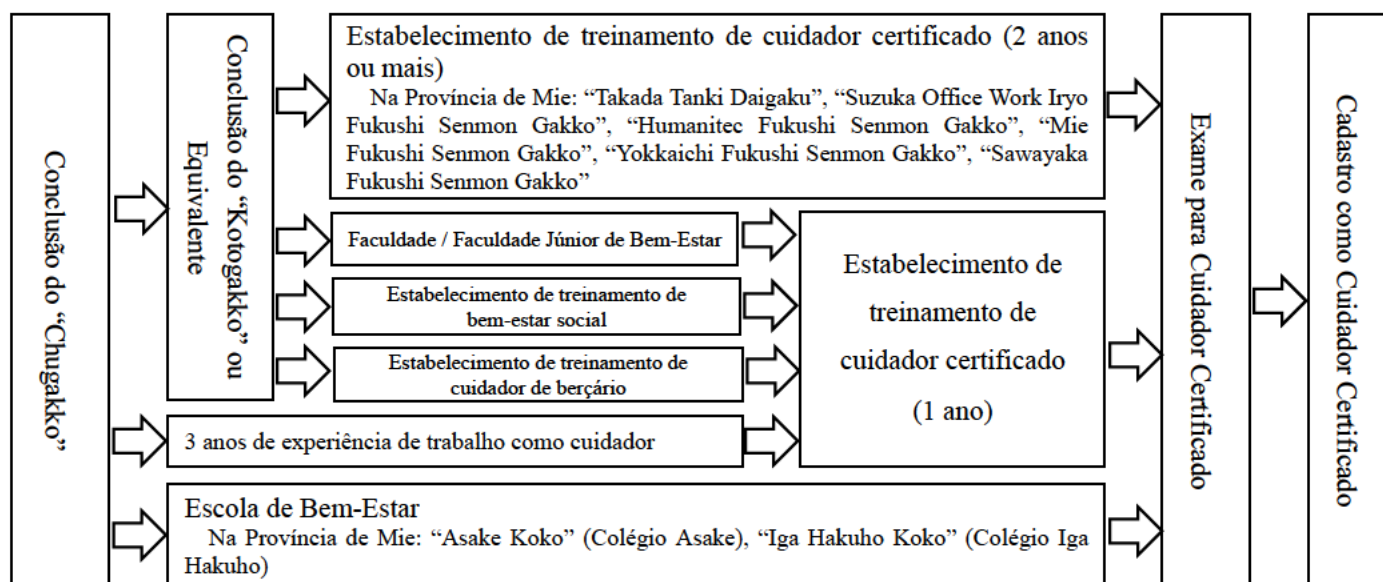 Conclusão do “Chugakko”
Conclusão do “Kotogakko” ou
Equivalente
Estabelecimento de treinamento de cuidador certificado (2 anos
ou mais)
Na Província de Mie: “Takada Tanki Daigaku”, “Suzuka Office Work Iryo
Fukushi Senmon Gakko”, “Humanitec Fukushi Senmon Gakko”, “Mie
Fukushi Senmon Gakko”, “Yokkaichi Fukushi Senmon Gakko”, “Sawayaka
Fukushi Senmon Gakko”
Faculdade / Faculdade Júnior de Bem-Estar
Estabelecimento de treinamento de
bem-estar social
Estabelecimento de treinamento de
cuidador de berçário
3 anos de experiência de trabalho como cuidador
Estabelecimento de
treinamento de
cuidador certificado
(1 ano)
Escola de Bem-Estar
Na Província de Mie: “Asake Koko” (Colégio Asake), “Iga Hakuho Koko” (Colégio Iga
Hakuho)
Exame para Cuidador Certificado
Cadastro como Cuidador Certificado